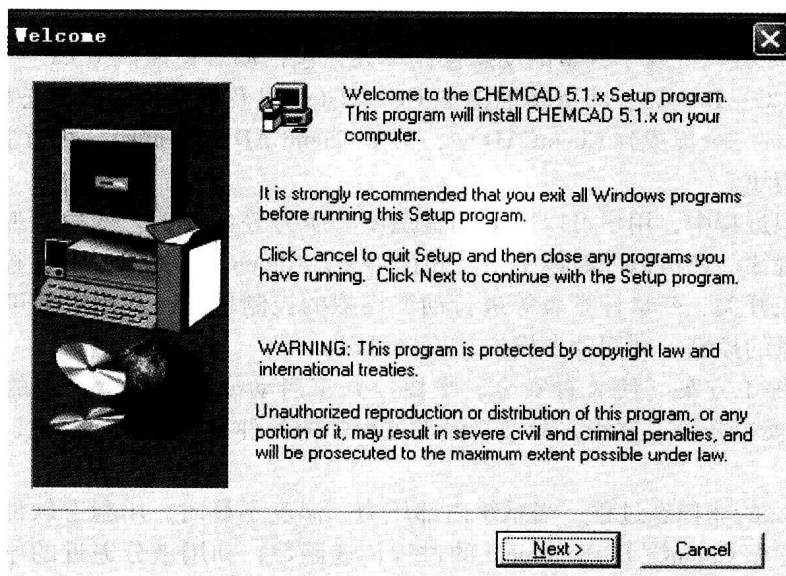 Welcome
Welcome to the CHEMCAD 5.1.x Setup program.
This program will install CHEMCAD 5.1.x on your
computer.
It is strongly recommended that you exit all Windows programs
before running this Setup program.
Click Cancel to quit Setup and then close any programs you
have running. Click Next to continue with the Setup program.
WARNING: This program is protected by copyright law and
international treaties.
Unauthorized reproduction or distribution of this program, or any
portion of it, may result in severe civil and criminal penalties, and
will be prosecuted to the maximum extent possible under law.
Next >
Cancel